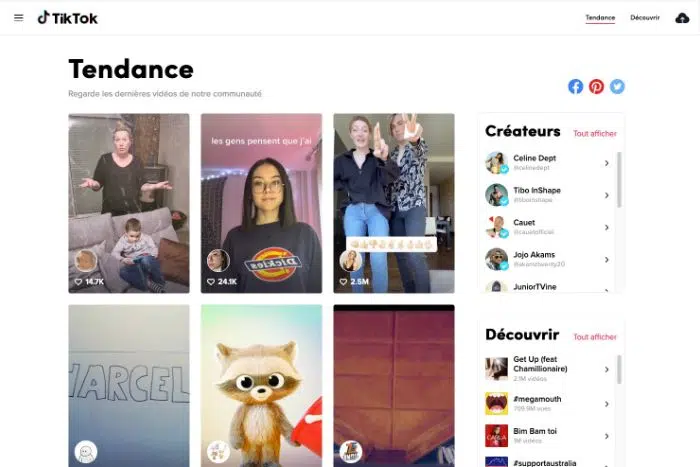 TikTok
Tendance
Découvrir
Tendance
Regarde les dernières vidéos de notre communauté
les gens pensent que j'ai
Dickies
14.7K
24.1K
2.5M
MARCEL
Créateurs
Tout afficher
Celine Dept
@celinedept
Tibo InShape
@tiboinshape
Cauet
@cauetofficiel
Jojo Akams
@akamstwenty20
JuniorTVine
Découvrir
Tout afficher
Get Up (feat
Chamillionaire)
2.1M vidéos
#megamouth
709.9M vues
Bim Bam toi
1M vidéos
#supportaustralia